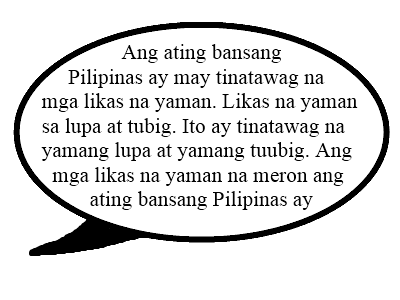 Ang ating bansang
Pilipinas ay may tinatawag na
mga likas na yaman. Likas na yaman
sa lupa at tubig. Ito ay tinatawag na
yamang lupa at yamang tuubig. Ang
mga likas na yaman na meron ang
ating bansang Pilipinas ay